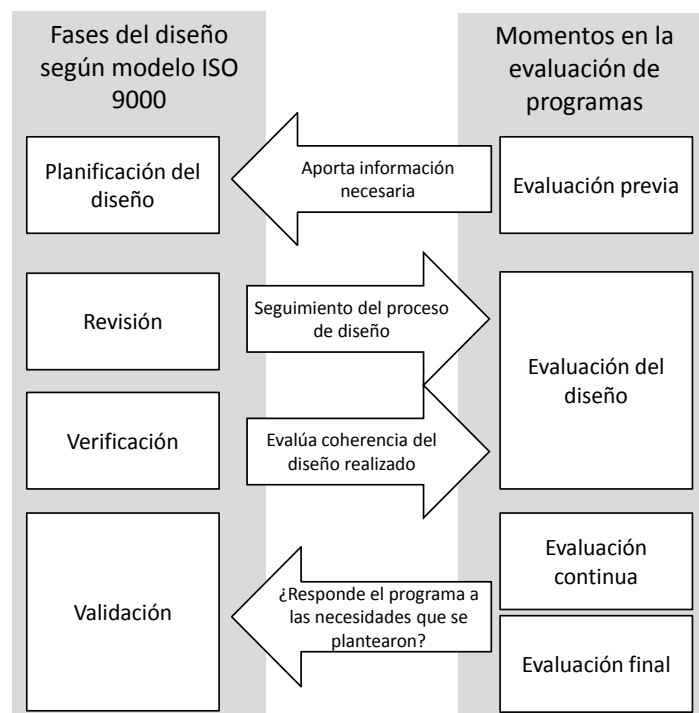 Fases del diseño
según modelo ISO
9000
Momentos en la
evaluación de
programas
Planificación del
diseño
Aporta información
necesaria
Evaluación previa
Revisión
Seguimiento del proceso
de diseño
Evaluación del
diseño
Verificación
Evalúa coherencia del
diseño realizado
Validación
¿Responde el programa a
las necesidades que se
plantearon?
Evaluación
continua
Evaluación final